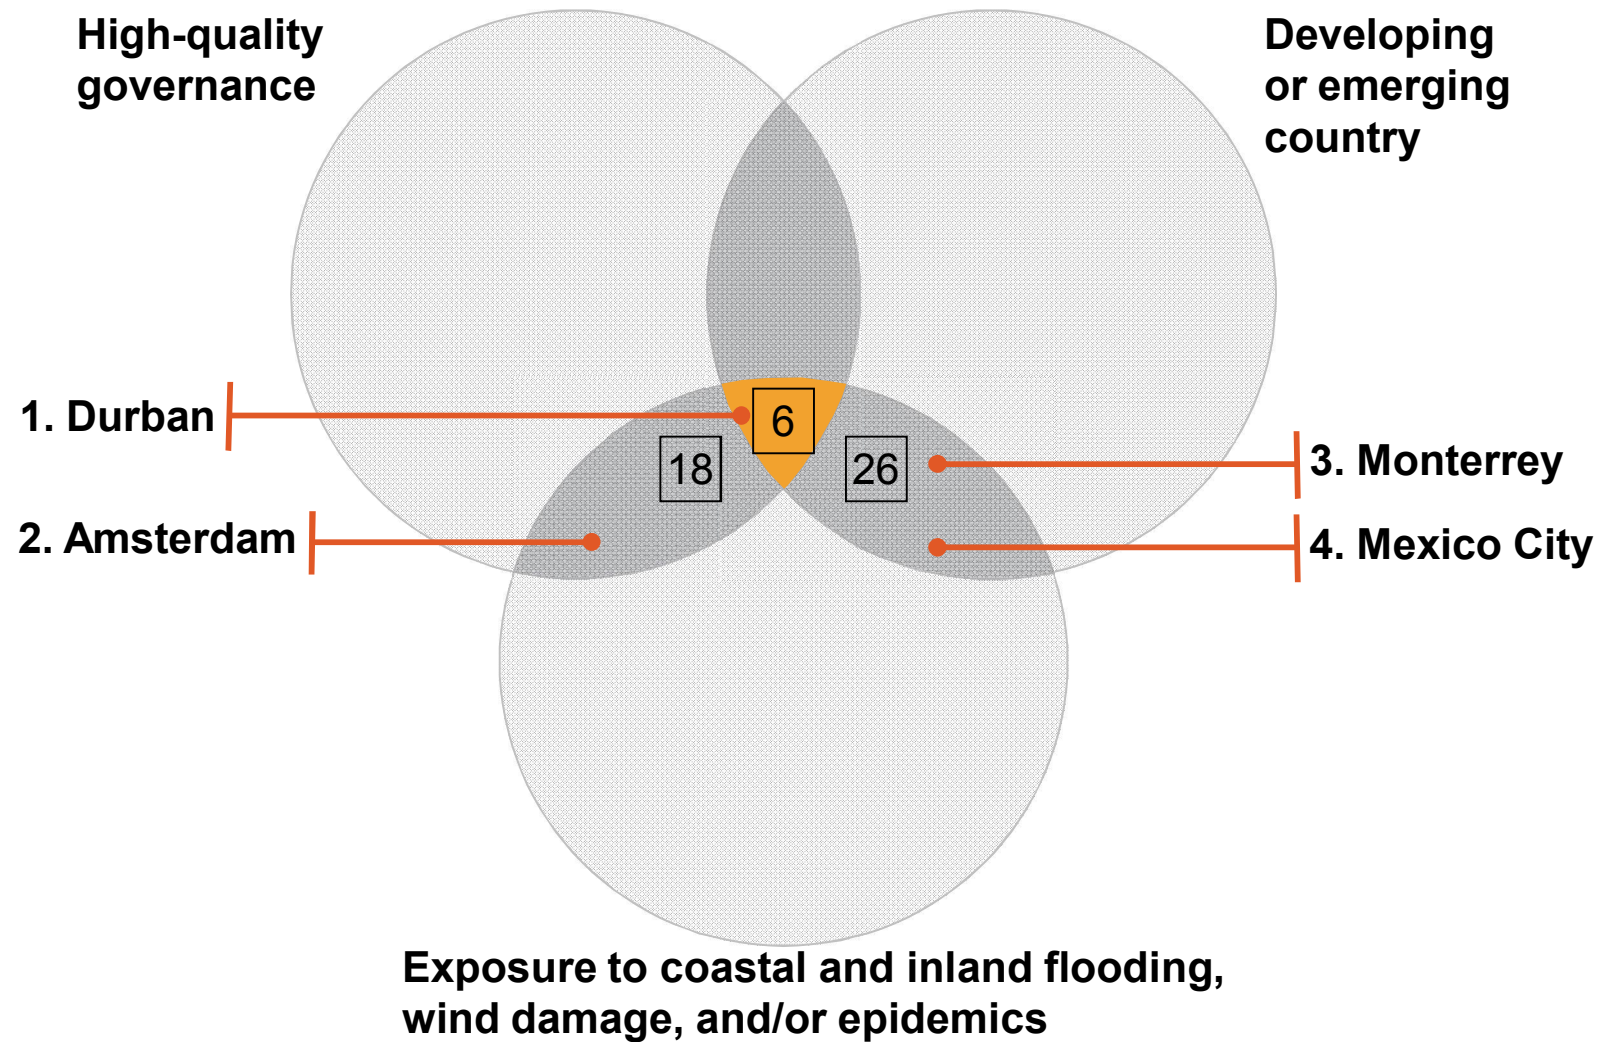 High-quality
governance
Developing
or emerging
country
1. Durban
6
18
26
3. Monterrey
2. Amsterdam
4. Mexico City
Exposure to coastal and inland flooding,
wind damage, and/or epidemics